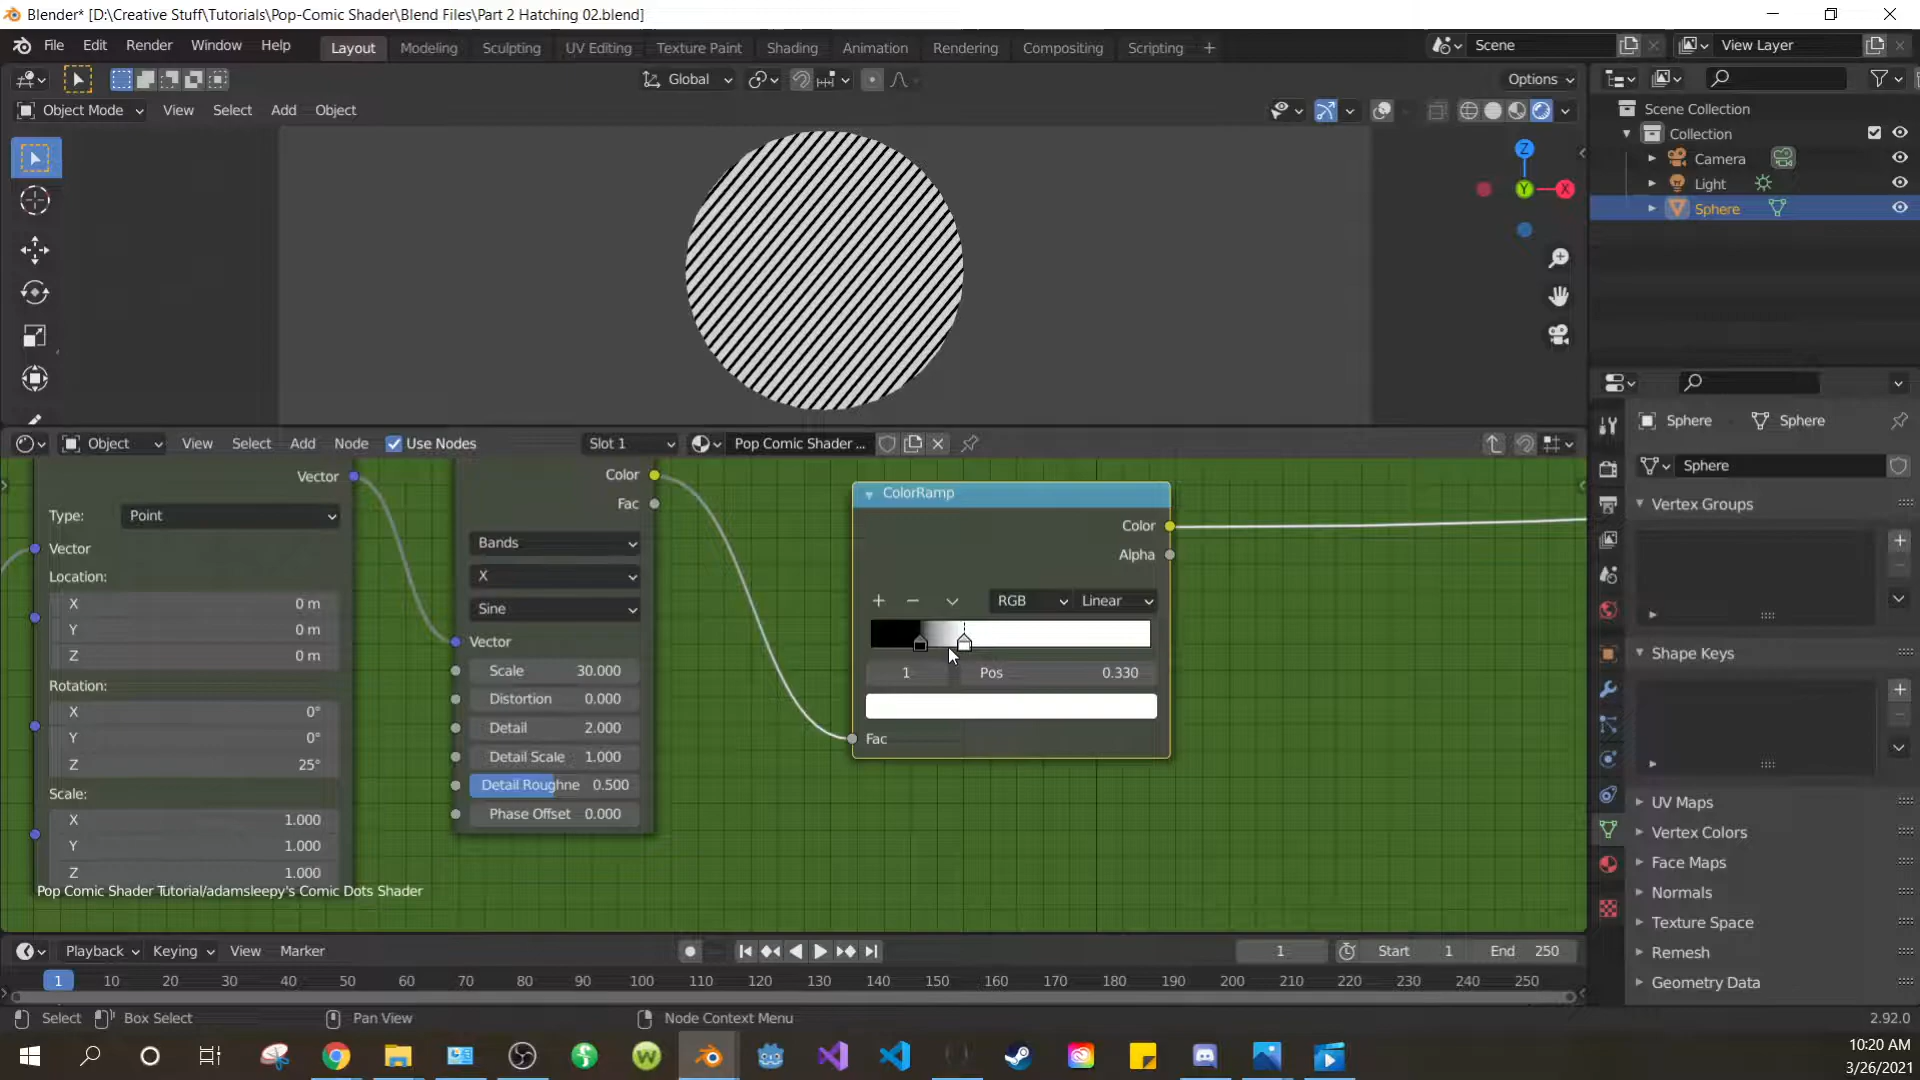 Blender* [D:\Creative Stuff\Tutorials\Pop-Comic Shader\Blend Files\Part 2 Hatching 02.blend]
File Edit Render Window Help Layout Modeling Sculpting UV Editing Texture Paint Shading Animation Rendering Compositing Scripting + Scene View Layer
Global Options
Object Mode View Select Add Object
Scene Collection
Collection
Camera
Light
Sphere
Z
Y
X
Object View Select Add Node Use Nodes Slot 1 Pop Comic Shader ...
Vector
Type: Point
Vector
Location:
X 0 m
Y 0 m
Z 0 m
Rotation:
X 0°
Y 0°
Z 25°
Scale:
X 1.000
Y 1.000
Z 1.000
Pop Comic Shader Tutorial/adamsleepy's Comic Dots Shader
Color
Fac
Bands
X
Sine
Vector
Scale 30.000
Distortion 0.000
Detail 2.000
Detail Scale 1.000
Detail Roughne 0.500
Phase Offset 0.000
ColorRamp
Color
Alpha
RGB Linear
1 Pos 0.330
Fac
Sphere Sphere
Sphere
Vertex Groups
Shape Keys
UV Maps
Vertex Colors
Face Maps
Normals
Texture Space
Remesh
Geometry Data
Playback Keying View Marker 1 Start 1 End 250
1 10 20 30 40 50 60 70 80 90 100 110 120 130 140 150 160 170 180 190 200 210 220 230 240 250
Select Box Select Pan View Node Context Menu 2.92.0
10:20 AM
3/26/2021